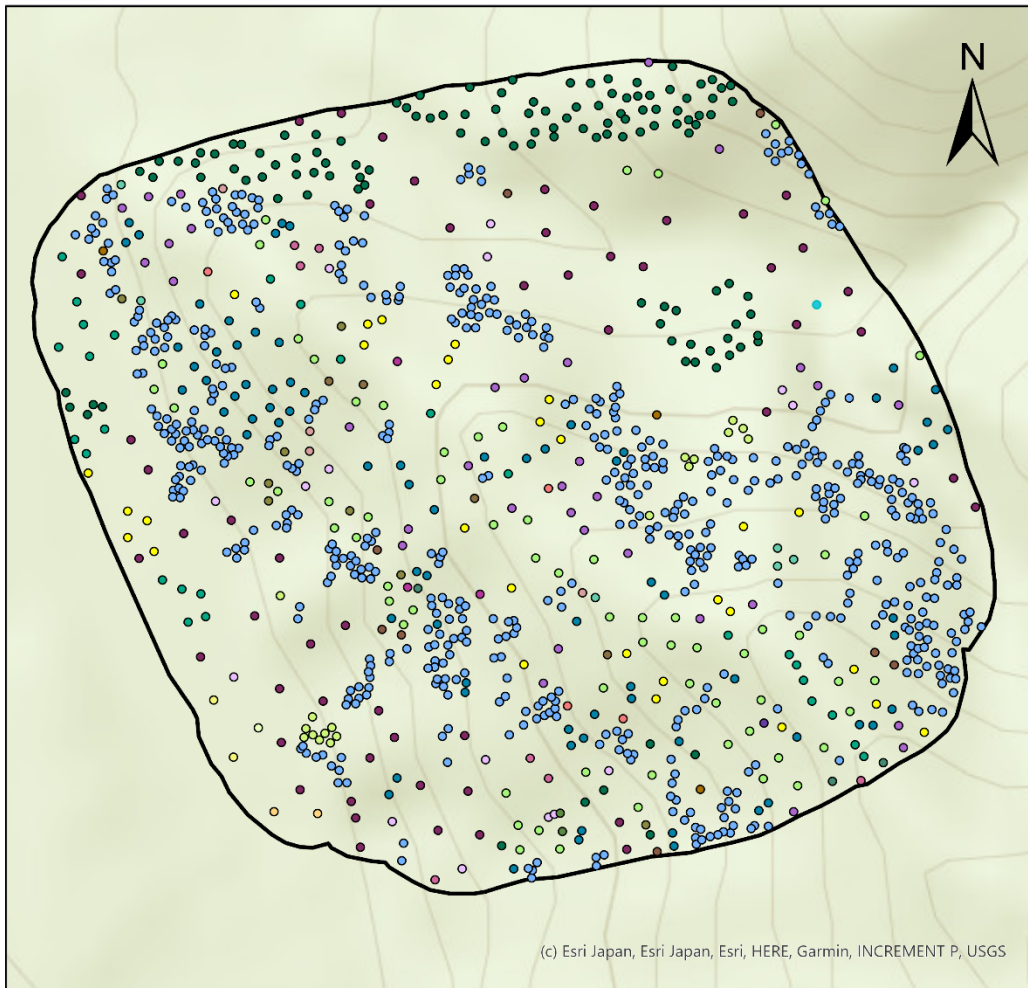 N
(c) Esri Japan, Esri Japan, Esri, HERE, Garmin, INCREMENT P, USGS